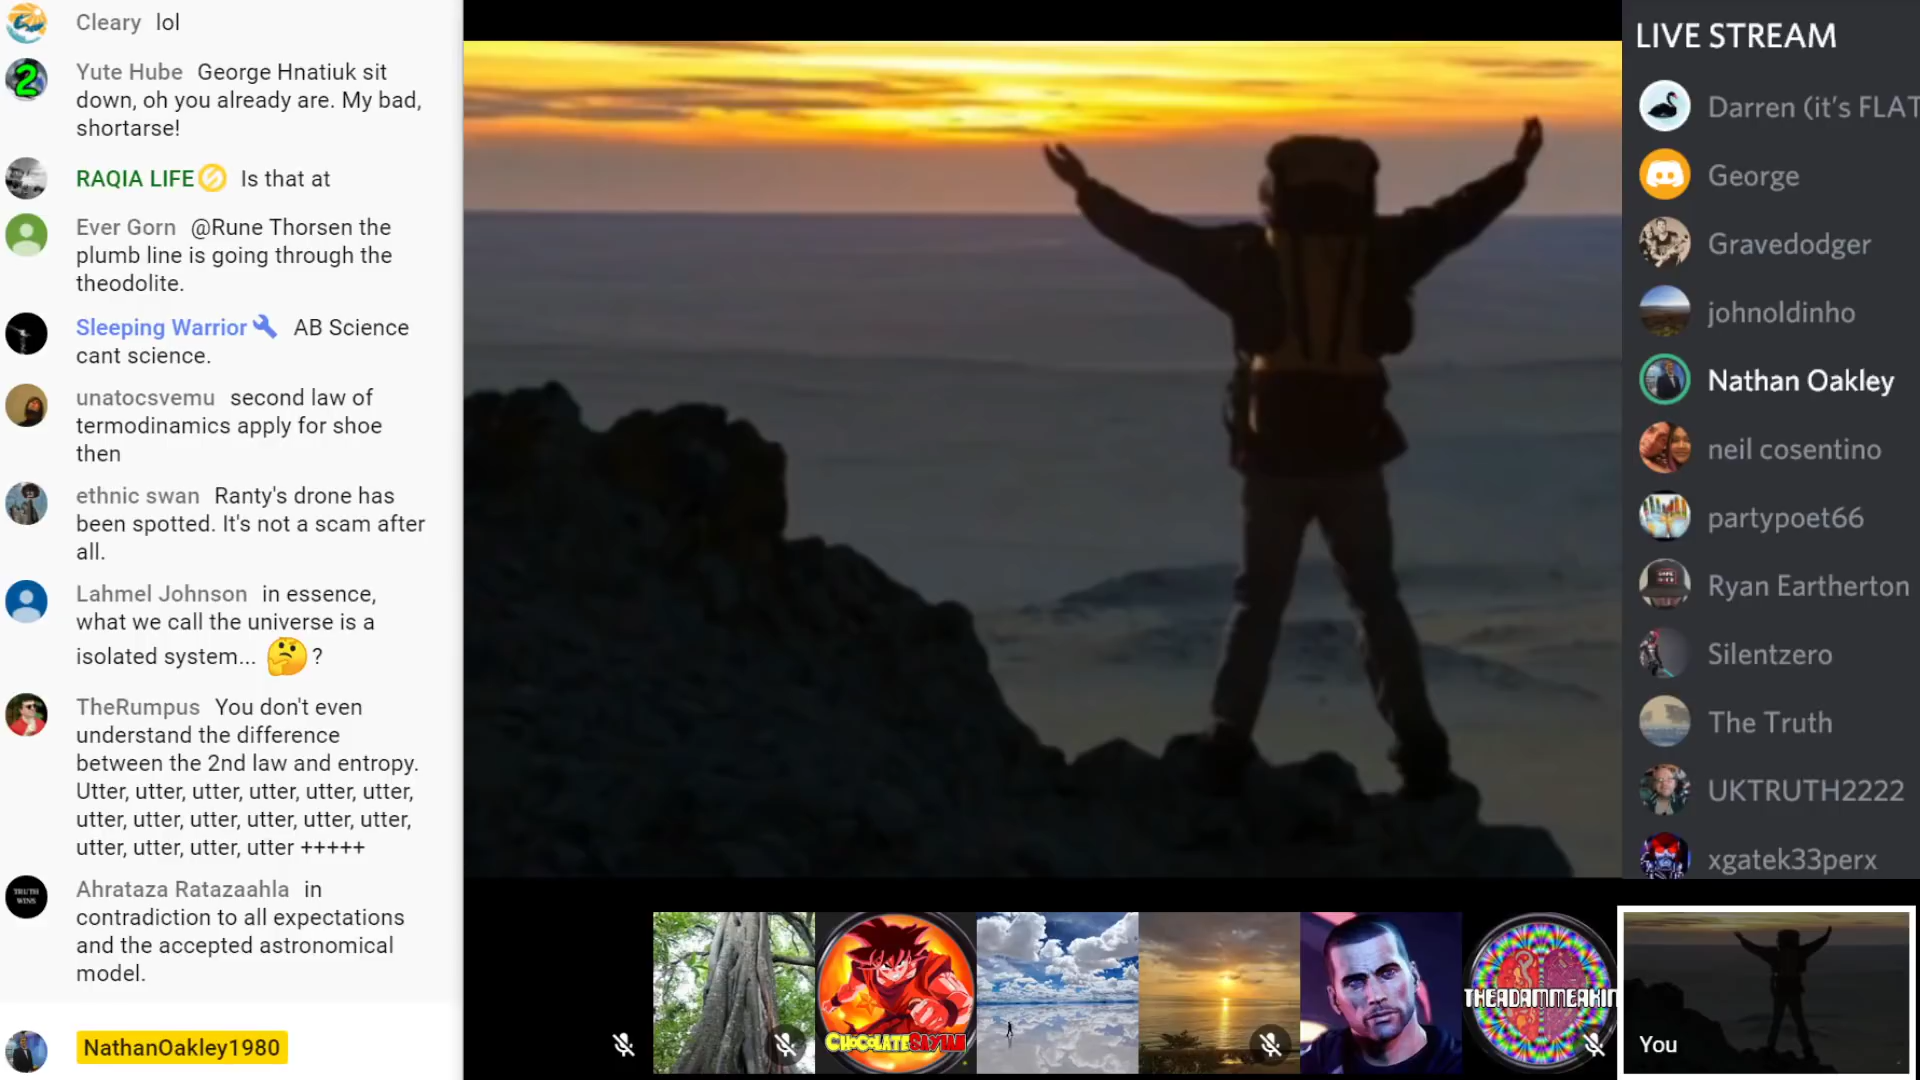 Cleary lol
Yute Hube George Hnatiuk sit
down, oh you already are. My bad,
shortarse!
RAQIA LIFE Is that at
Ever Gorn @Rune Thorsen the
plumb line is going through the
theodolite.
Sleeping Warrior AB Science
cant science.
unatocsvemu second law of
termodinamics apply for shoe
then
ethnic swan Ranty's drone has
been spotted. It's not a scam after
all.
Lahmel Johnson in essence,
what we call the universe is a
isolated system... ?
TheRumpus You don't even
understand the difference
between the 2nd law and entropy.
Utter, utter, utter, utter, utter, utter,
utter, utter, utter, utter, utter, utter,
utter, utter, utter, utter +++++
TRUTH
WINS
Ahrataza Ratazaahla in
contradiction to all expectations
and the accepted astronomical
model.
NathanOakley1980
LIVE STREAM
Darren (it's FLAT
George
Gravedodger
johnoldinho
Nathan Oakley
neil cosentino
partypoet66
Ryan Eartherton
Silentzero
The Truth
UKTRUTH2222
xgatek33perx
CHOCOLATESAYIAN
THEADAMMEAKIN
You